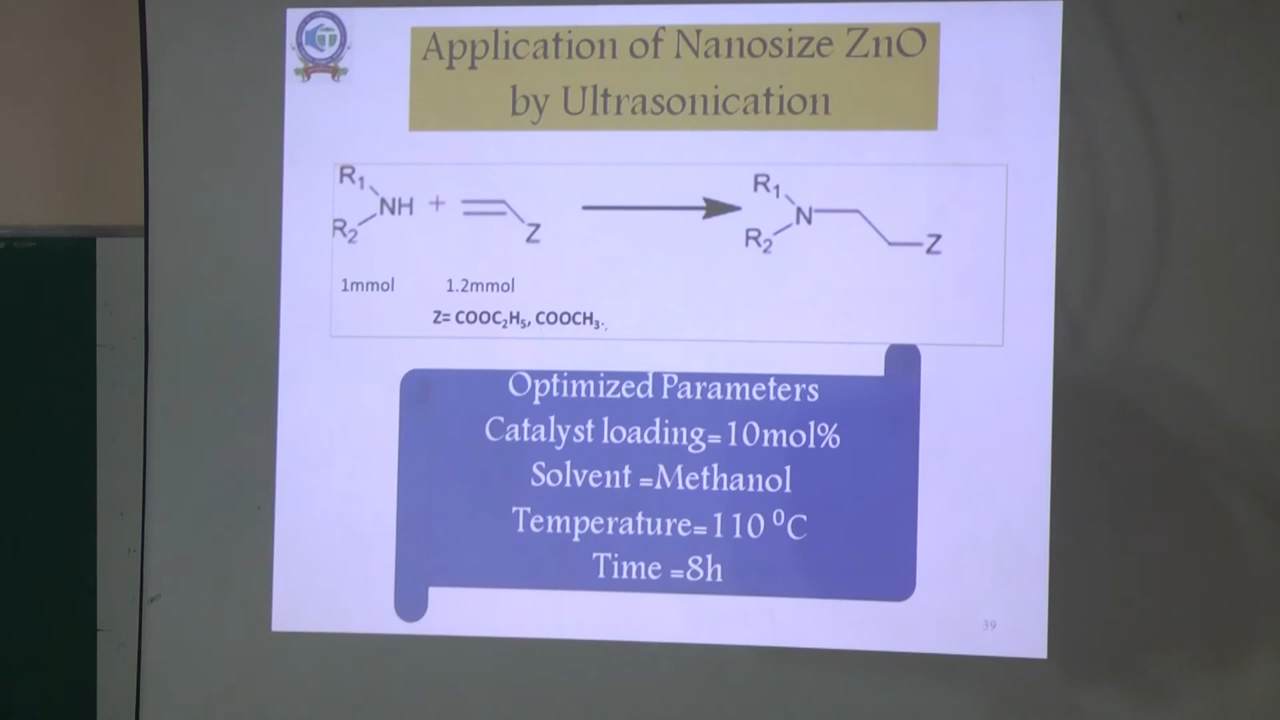 Application of Nanosize ZnO
by Ultrasonication
R₁ NH + Z
R₂
R₁ N Z
R₂
1mmol 1.2mmol
Z= COOC₂H₅, COOCH₃.
Optimized Parameters
Catalyst loading=10mol%
Solvent =Methanol
Temperature=110 ⁰C
Time =8h
39